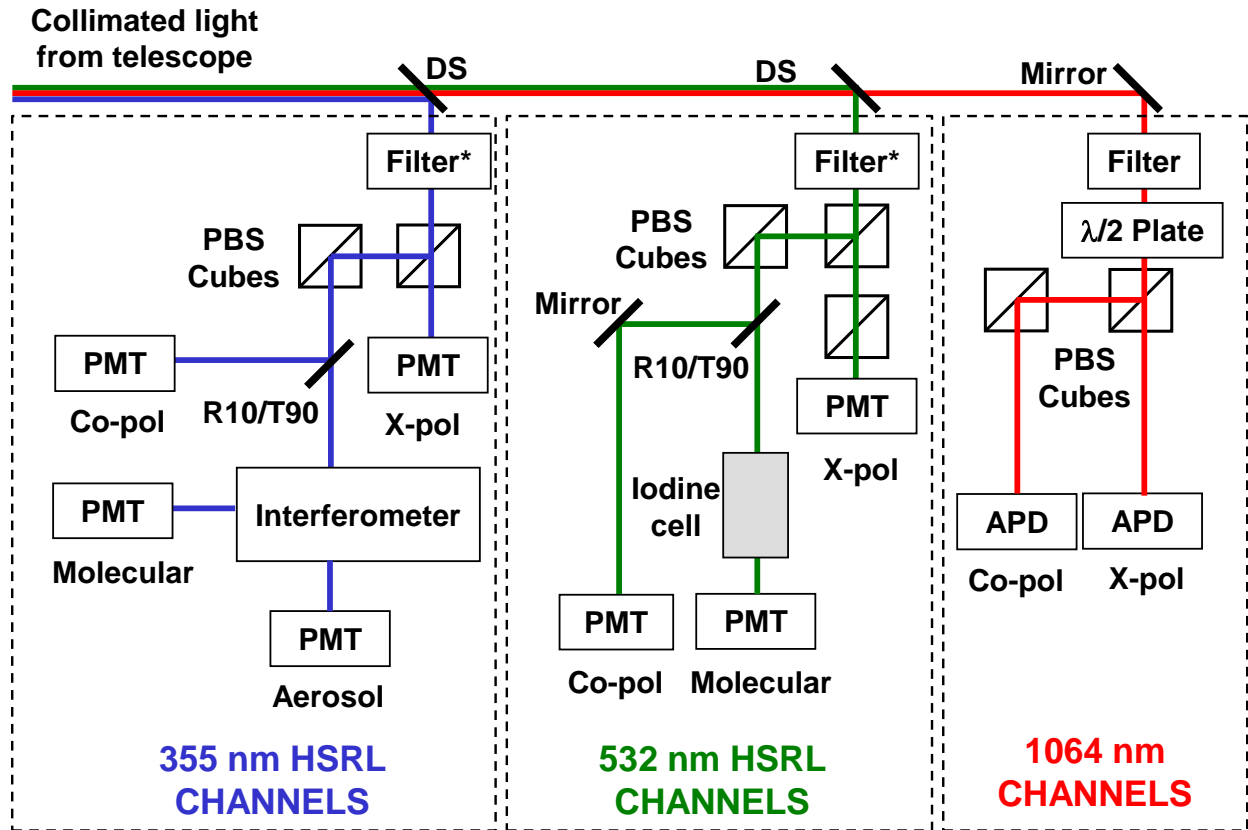 Collimated light
from telescope
DS
DS
Mirror
Filter*
PBS
Cubes
PMT
Co-pol
R10/T90
PMT
X-pol
PMT
Molecular
Interferometer
PMT
Aerosol
355 nm HSRL
CHANNELS
Filter*
PBS
Cubes
Mirror
R10/T90
PMT
X-pol
Iodine
cell
PMT
Co-pol
PMT
Molecular
532 nm HSRL
CHANNELS
Filter
λ/2 Plate
PBS
Cubes
APD
Co-pol
APD
X-pol
1064 nm
CHANNELS